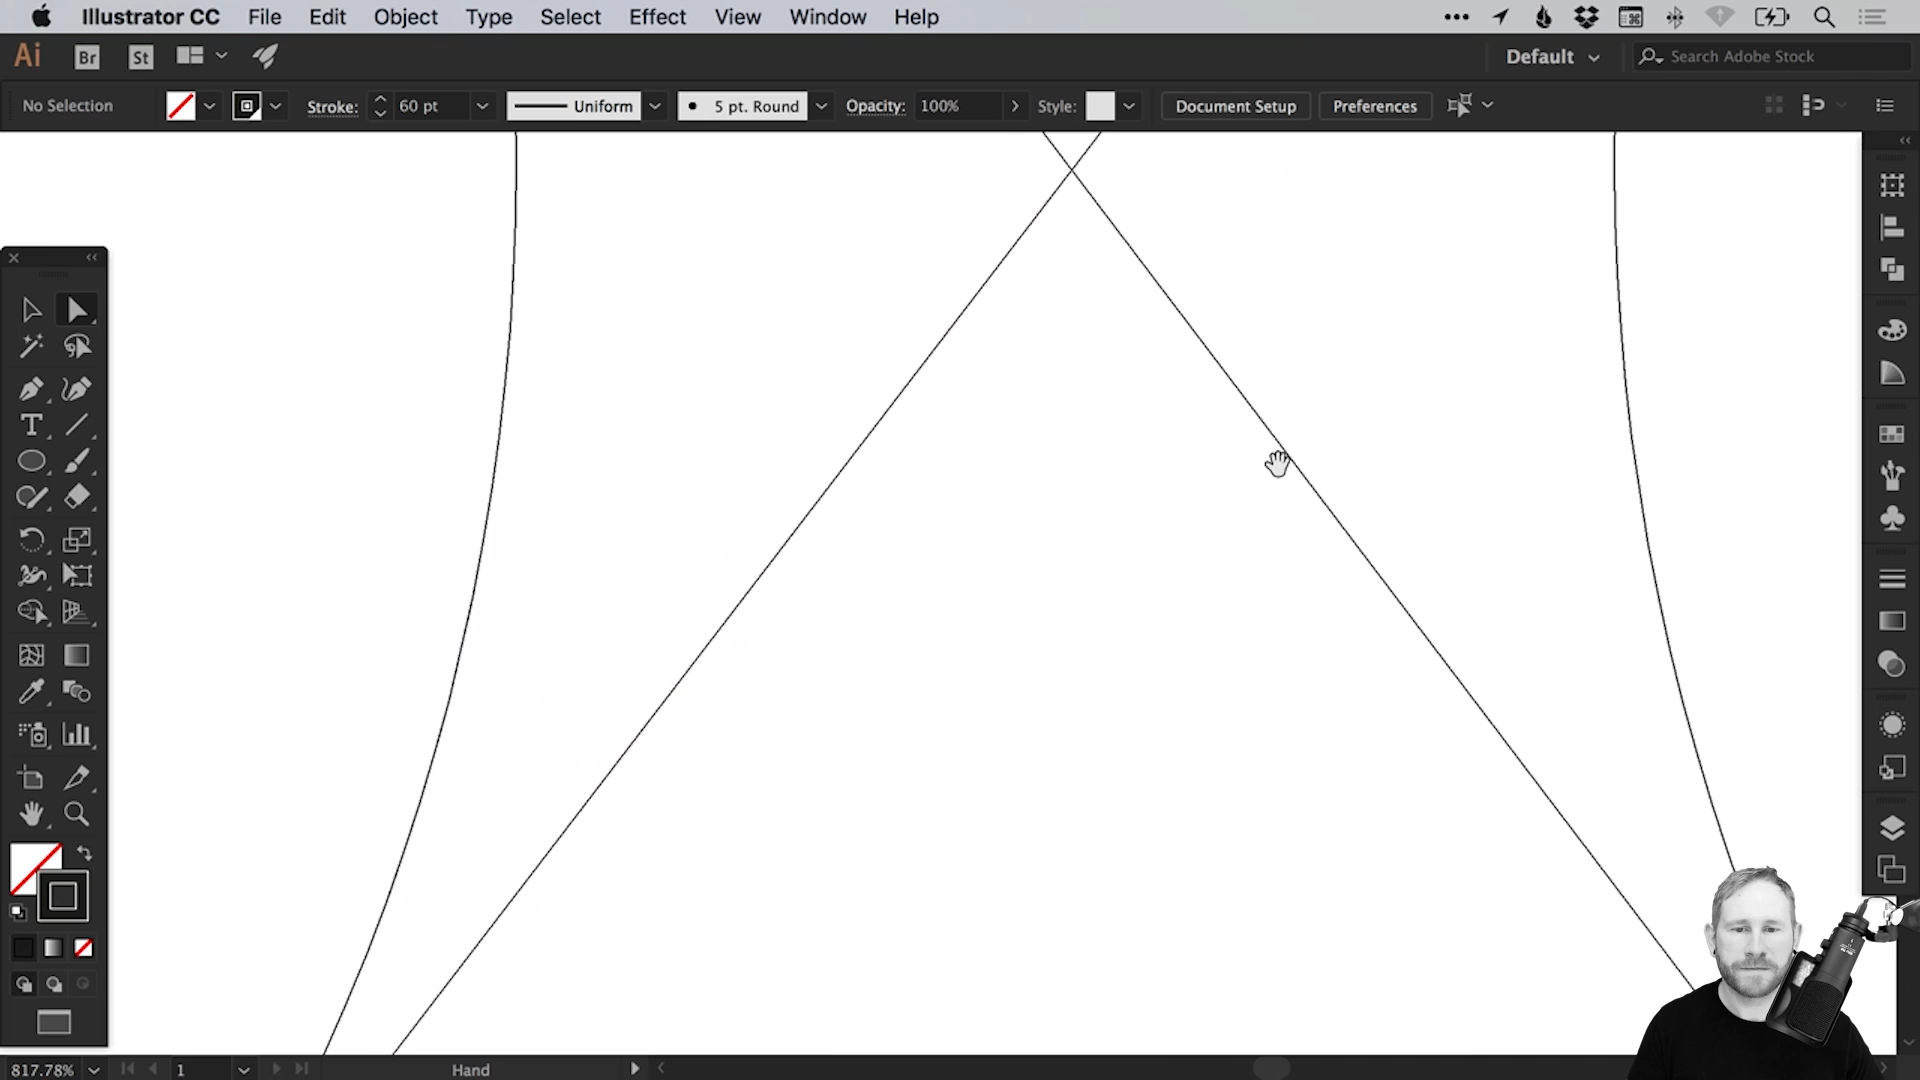 Illustrator CC File Edit Object Type Select Effect View Window Help
Ai Br St Default Search Adobe Stock
No Selection Stroke: 60 pt Uniform 5 pt. Round Opacity: 100% Style: Document Setup Preferences
T
817.78% 1 Hand